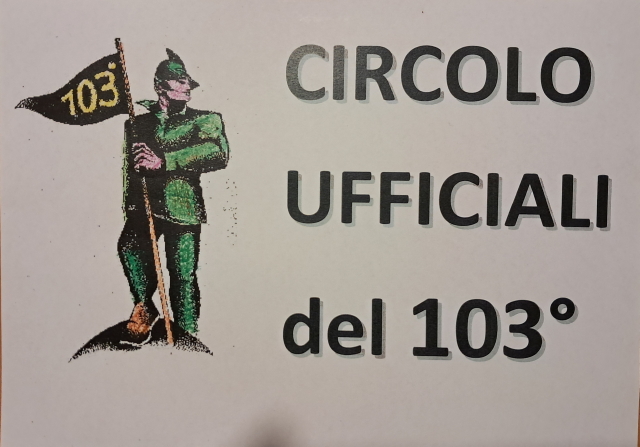 103°
CIRCOLO
UFFICIALI
del 103°